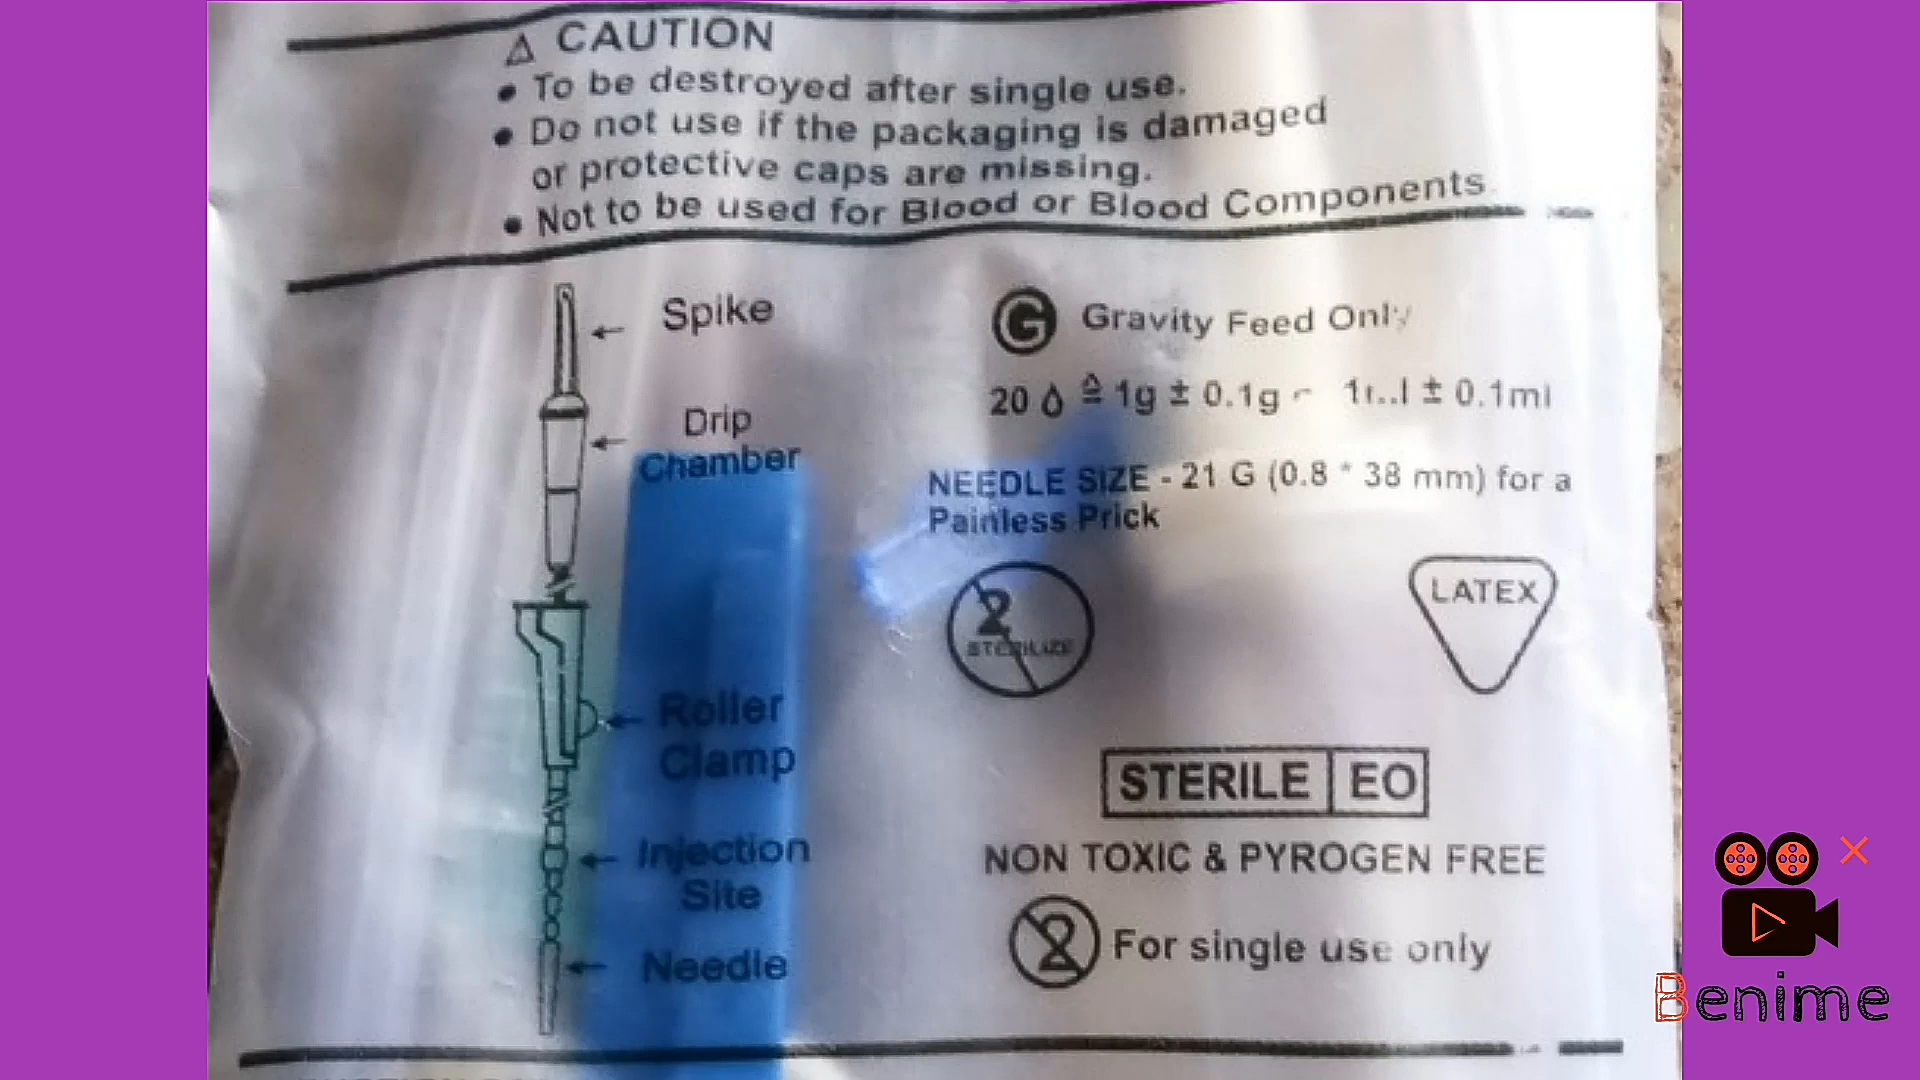 ⚠ CAUTION
• To be destroyed after single use.
• Do not use if the packaging is damaged
or protective caps are missing.
• Not to be used for Blood or Blood Components.
Spike
G Gravity Feed Only
Drip
Chamber
20 ≙ 1g ± 0.1g ± 0.1ml
NEEDLE SIZE - 21 G (0.8 * 38 mm) for a
Painless Prick
2
STERILIZE
LATEX
Roller
Clamp
STERILE EO
Injection
Site
NON TOXIC & PYROGEN FREE
2 For single use only
Needle
Benime